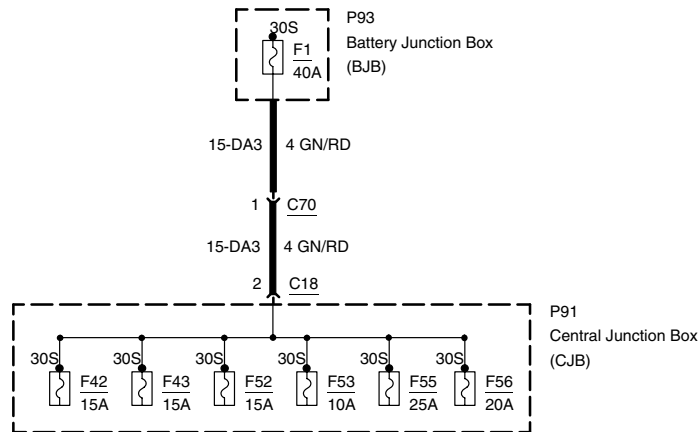 P93
30S
Battery Junction Box
F1
(BJB)
40A
15-DA3 4 GN/RD
1 C70
15-DA3 4 GN/RD
2 C18
P91
Central Junction Box
(CJB)
30S 30S 30S 30S 30S 30S
F42 F43 F52 F53 F55 F56
15A 15A 15A 10A 25A 20A